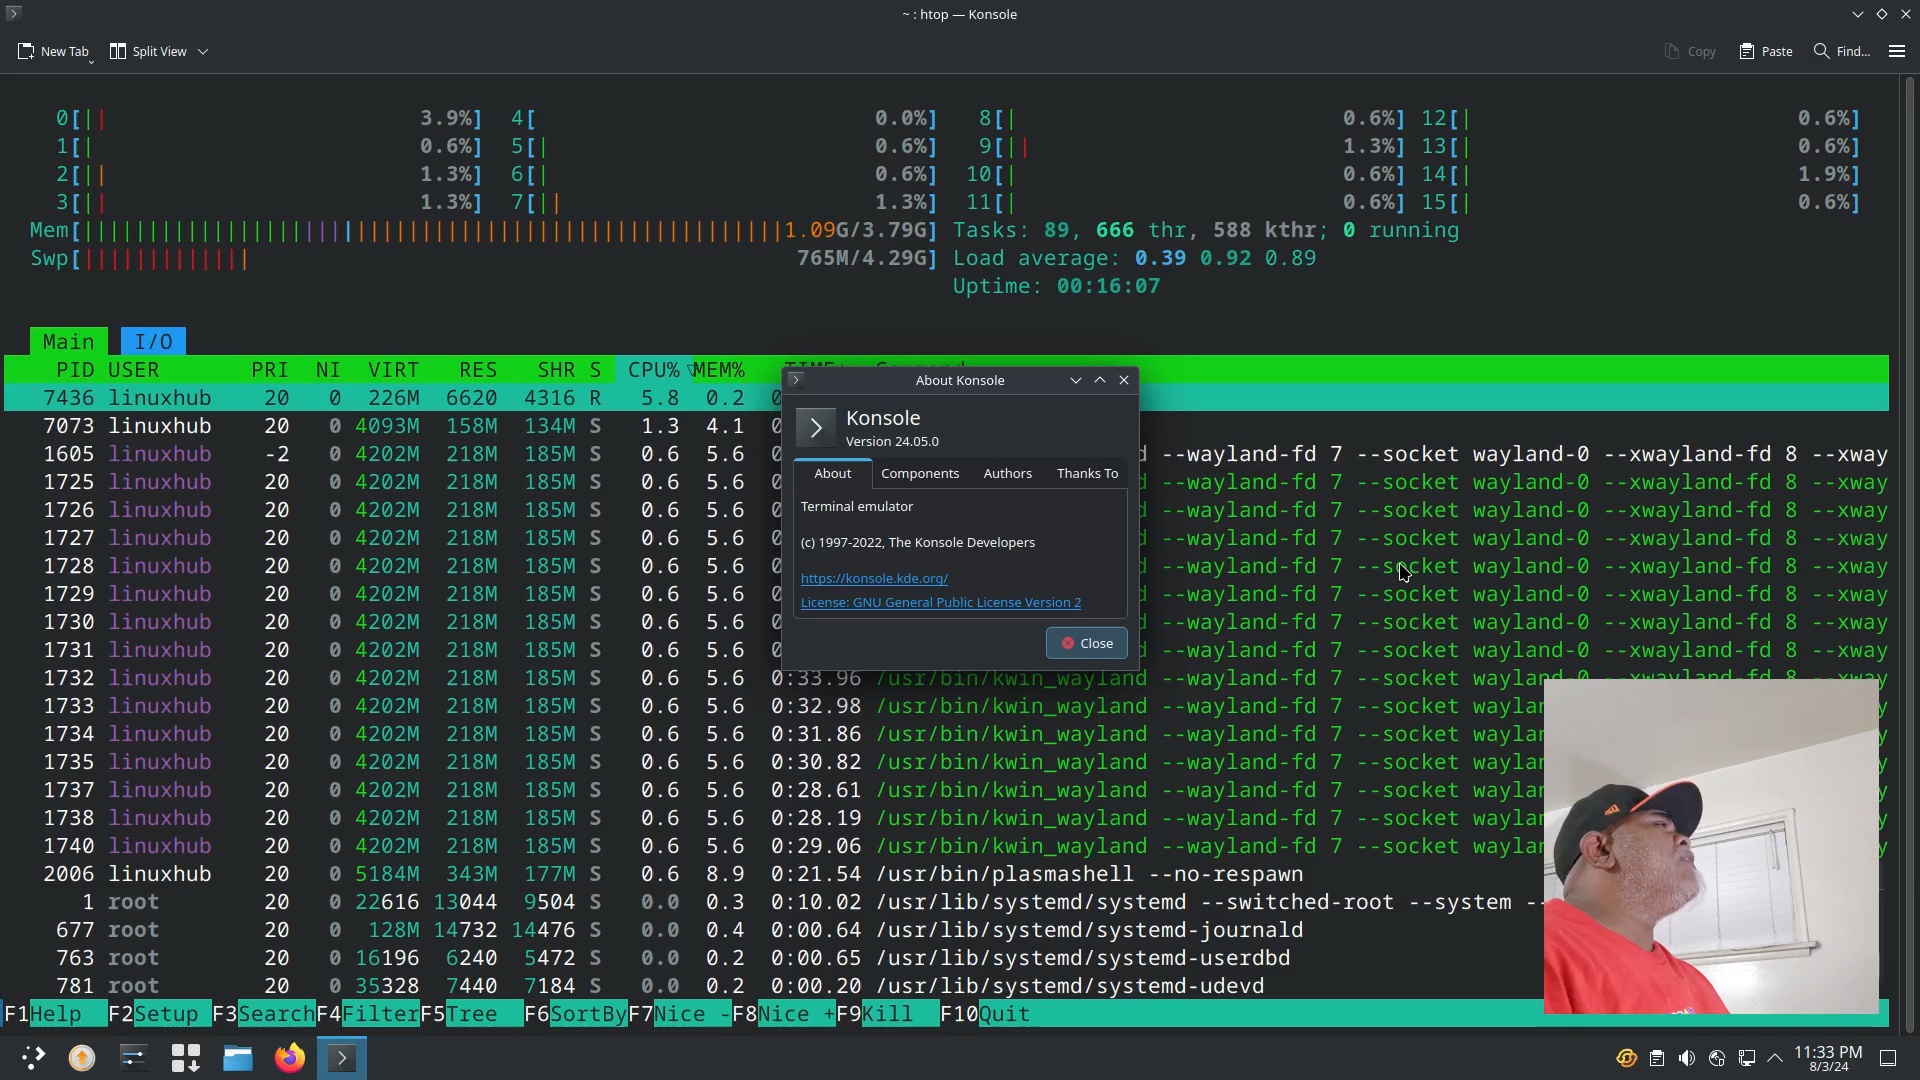 ~ : htop — Konsole
New Tab Split View Copy Paste Find...
0[|| 3.9%] 4[ 0.0%] 8[| 0.6%] 12[| 0.6%]
1[| 0.6%] 5[| 0.6%] 9[|| 1.3%] 13[| 0.6%]
2[|| 1.3%] 6[| 0.6%] 10[| 0.6%] 14[| 1.9%]
3[|| 1.3%] 7[|| 1.3%] 11[| 0.6%] 15[| 0.6%]
Mem[ 1.09G/3.79G] Tasks: 89, 666 thr, 588 kthr; 0 running
Swp[||||||||||||| 765M/4.29G] Load average: 0.39 0.92 0.89
Uptime: 00:16:07
Main I/O
PID USER PRI NI VIRT RES SHR S CPU%▽MEM%
7436 linuxhub 20 0 226M 6620 4316 R 5.8 0.2
7073 linuxhub 20 0 4093M 158M 134M S 1.3 4.1
1605 linuxhub -2 0 4202M 218M 185M S 0.6 5.6 --wayland-fd 7 --socket wayland-0 --xwayland-fd 8 --xway
1725 linuxhub 20 0 4202M 218M 185M S 0.6 5.6 --wayland-fd 7 --socket wayland-0 --xwayland-fd 8 --xway
1726 linuxhub 20 0 4202M 218M 185M S 0.6 5.6 --wayland-fd 7 --socket wayland-0 --xwayland-fd 8 --xway
1727 linuxhub 20 0 4202M 218M 185M S 0.6 5.6 --wayland-fd 7 --socket wayland-0 --xwayland-fd 8 --xway
1728 linuxhub 20 0 4202M 218M 185M S 0.6 5.6 --wayland-fd 7 --socket wayland-0 --xwayland-fd 8 --xway
1729 linuxhub 20 0 4202M 218M 185M S 0.6 5.6 --wayland-fd 7 --socket wayland-0 --xwayland-fd 8 --xway
1730 linuxhub 20 0 4202M 218M 185M S 0.6 5.6 --wayland-fd 7 --socket wayland-0 --xwayland-fd 8 --xway
1731 linuxhub 20 0 4202M 218M 185M S 0.6 5.6 --wayland-fd 7 --socket wayland-0 --xwayland-fd 8 --xway
1732 linuxhub 20 0 4202M 218M 185M S 0.6 5.6 0:33.96 /usr/bin/kwin_wayland --wayland-fd 7 --socket wayland-0 --xwayland-fd 8 --xway
1733 linuxhub 20 0 4202M 218M 185M S 0.6 5.6 0:32.98 /usr/bin/kwin_wayland --wayland-fd 7 --socket waylan
1734 linuxhub 20 0 4202M 218M 185M S 0.6 5.6 0:31.86 /usr/bin/kwin_wayland --wayland-fd 7 --socket waylan
1735 linuxhub 20 0 4202M 218M 185M S 0.6 5.6 0:30.82 /usr/bin/kwin_wayland --wayland-fd 7 --socket waylan
1737 linuxhub 20 0 4202M 218M 185M S 0.6 5.6 0:28.61 /usr/bin/kwin_wayland --wayland-fd 7 --socket waylan
1738 linuxhub 20 0 4202M 218M 185M S 0.6 5.6 0:28.19 /usr/bin/kwin_wayland --wayland-fd 7 --socket waylan
1740 linuxhub 20 0 4202M 218M 185M S 0.6 5.6 0:29.06 /usr/bin/kwin_wayland --wayland-fd 7 --socket waylan
2006 linuxhub 20 0 5184M 343M 177M S 0.6 8.9 0:21.54 /usr/bin/plasmashell --no-respawn
1 root 20 0 22616 13044 9504 S 0.0 0.3 0:10.02 /usr/lib/systemd/systemd --switched-root --system --
677 root 20 0 128M 14732 14476 S 0.0 0.4 0:00.64 /usr/lib/systemd/systemd-journald
763 root 20 0 16196 6240 5472 S 0.0 0.2 0:00.65 /usr/lib/systemd/systemd-userdbd
781 root 20 0 35328 7440 7184 S 0.0 0.2 0:00.20 /usr/lib/systemd/systemd-udevd
F1Help F2Setup F3SearchF4FilterF5Tree F6SortByF7Nice -F8Nice +F9Kill F10Quit
About Konsole
Konsole
Version 24.05.0
About Components Authors Thanks To
Terminal emulator
(c) 1997-2022, The Konsole Developers
https://konsole.kde.org/
License: GNU General Public License Version 2
Close
11:33 PM
8/3/24